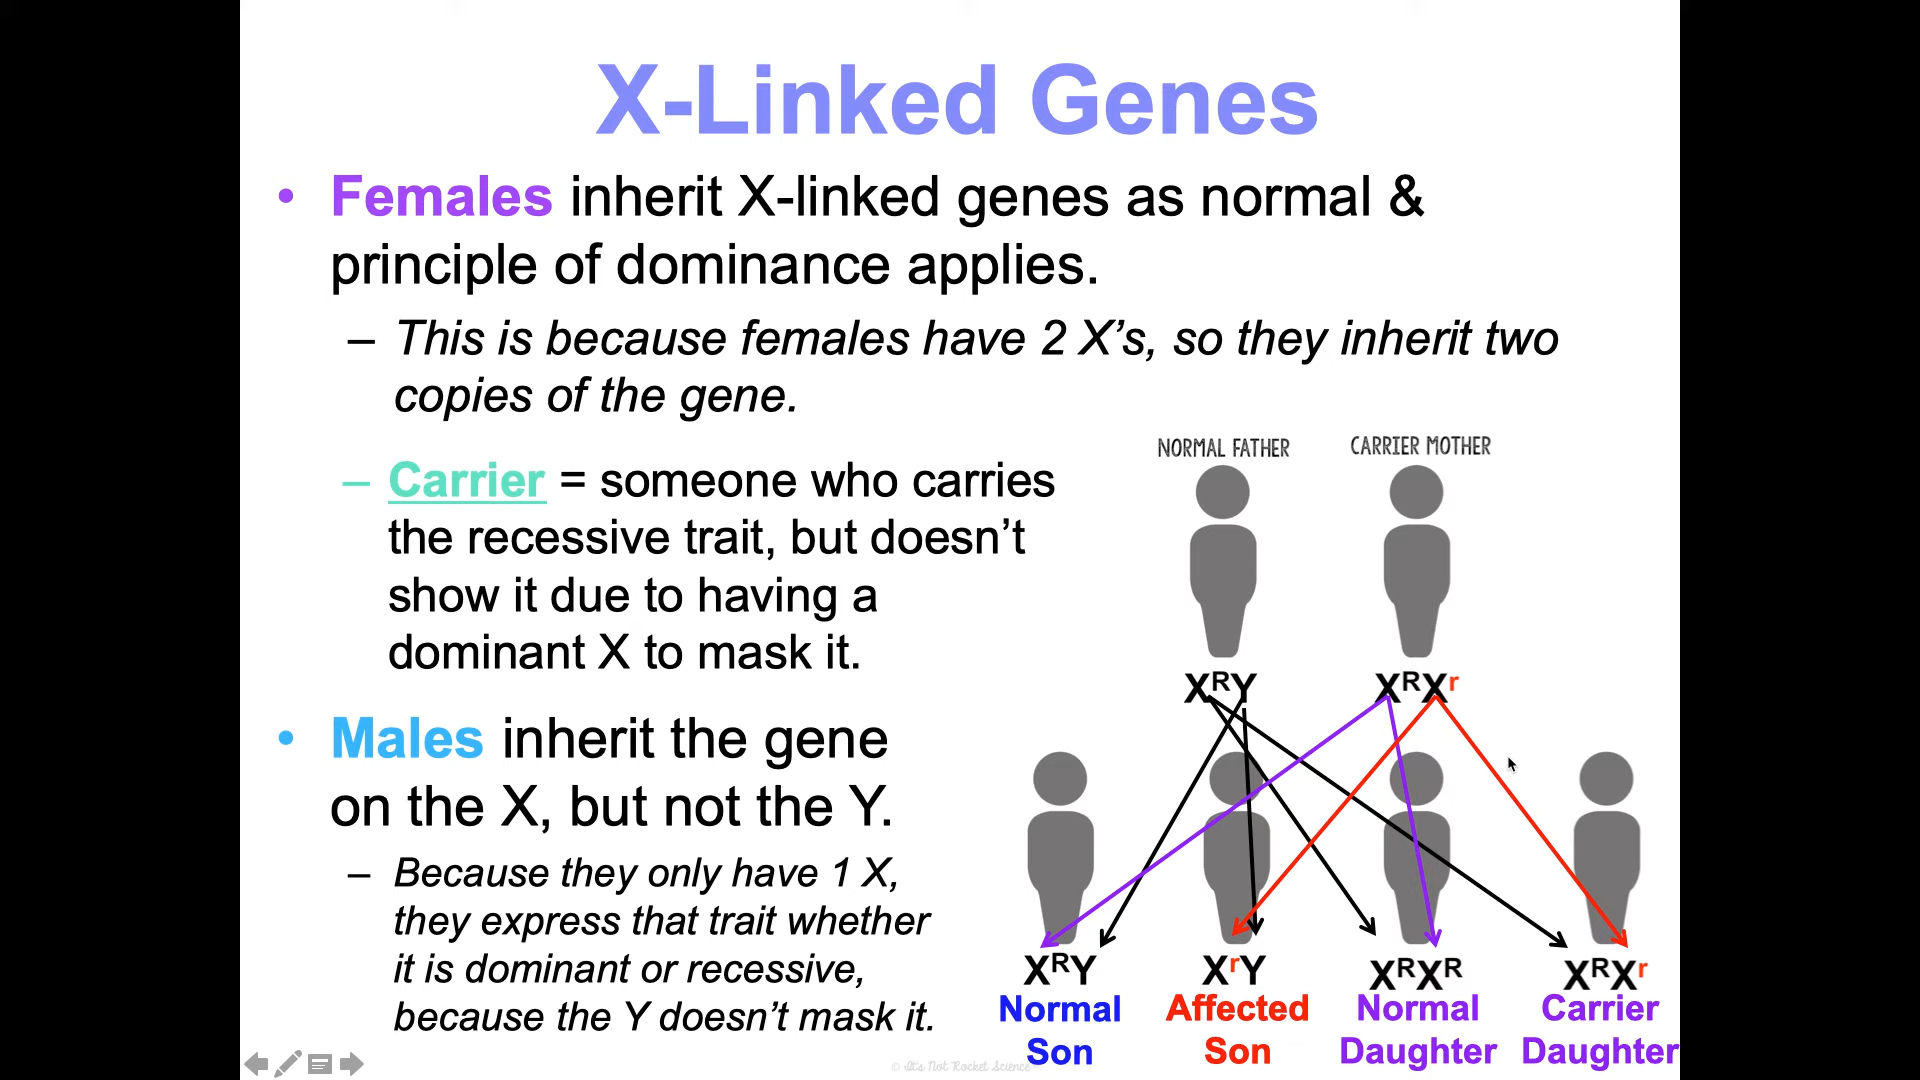 X-Linked Genes
• Females inherit X-linked genes as normal &
principle of dominance applies.
– This is because females have 2 X’s, so they inherit two
copies of the gene.
– Carrier = someone who carries
the recessive trait, but doesn’t
show it due to having a
dominant X to mask it.
• Males inherit the gene
on the X, but not the Y.
– Because they only have 1 X,
they express that trait whether
it is dominant or recessive,
because the Y doesn’t mask it.
NORMAL FATHER CARRIER MOTHER
XᴿY XᴿXʳ
XᴿY XʳY XᴿXᴿ XᴿXʳ
Normal Affected Normal Carrier
Son Son Daughter Daughter
© It's Not Rocket Science